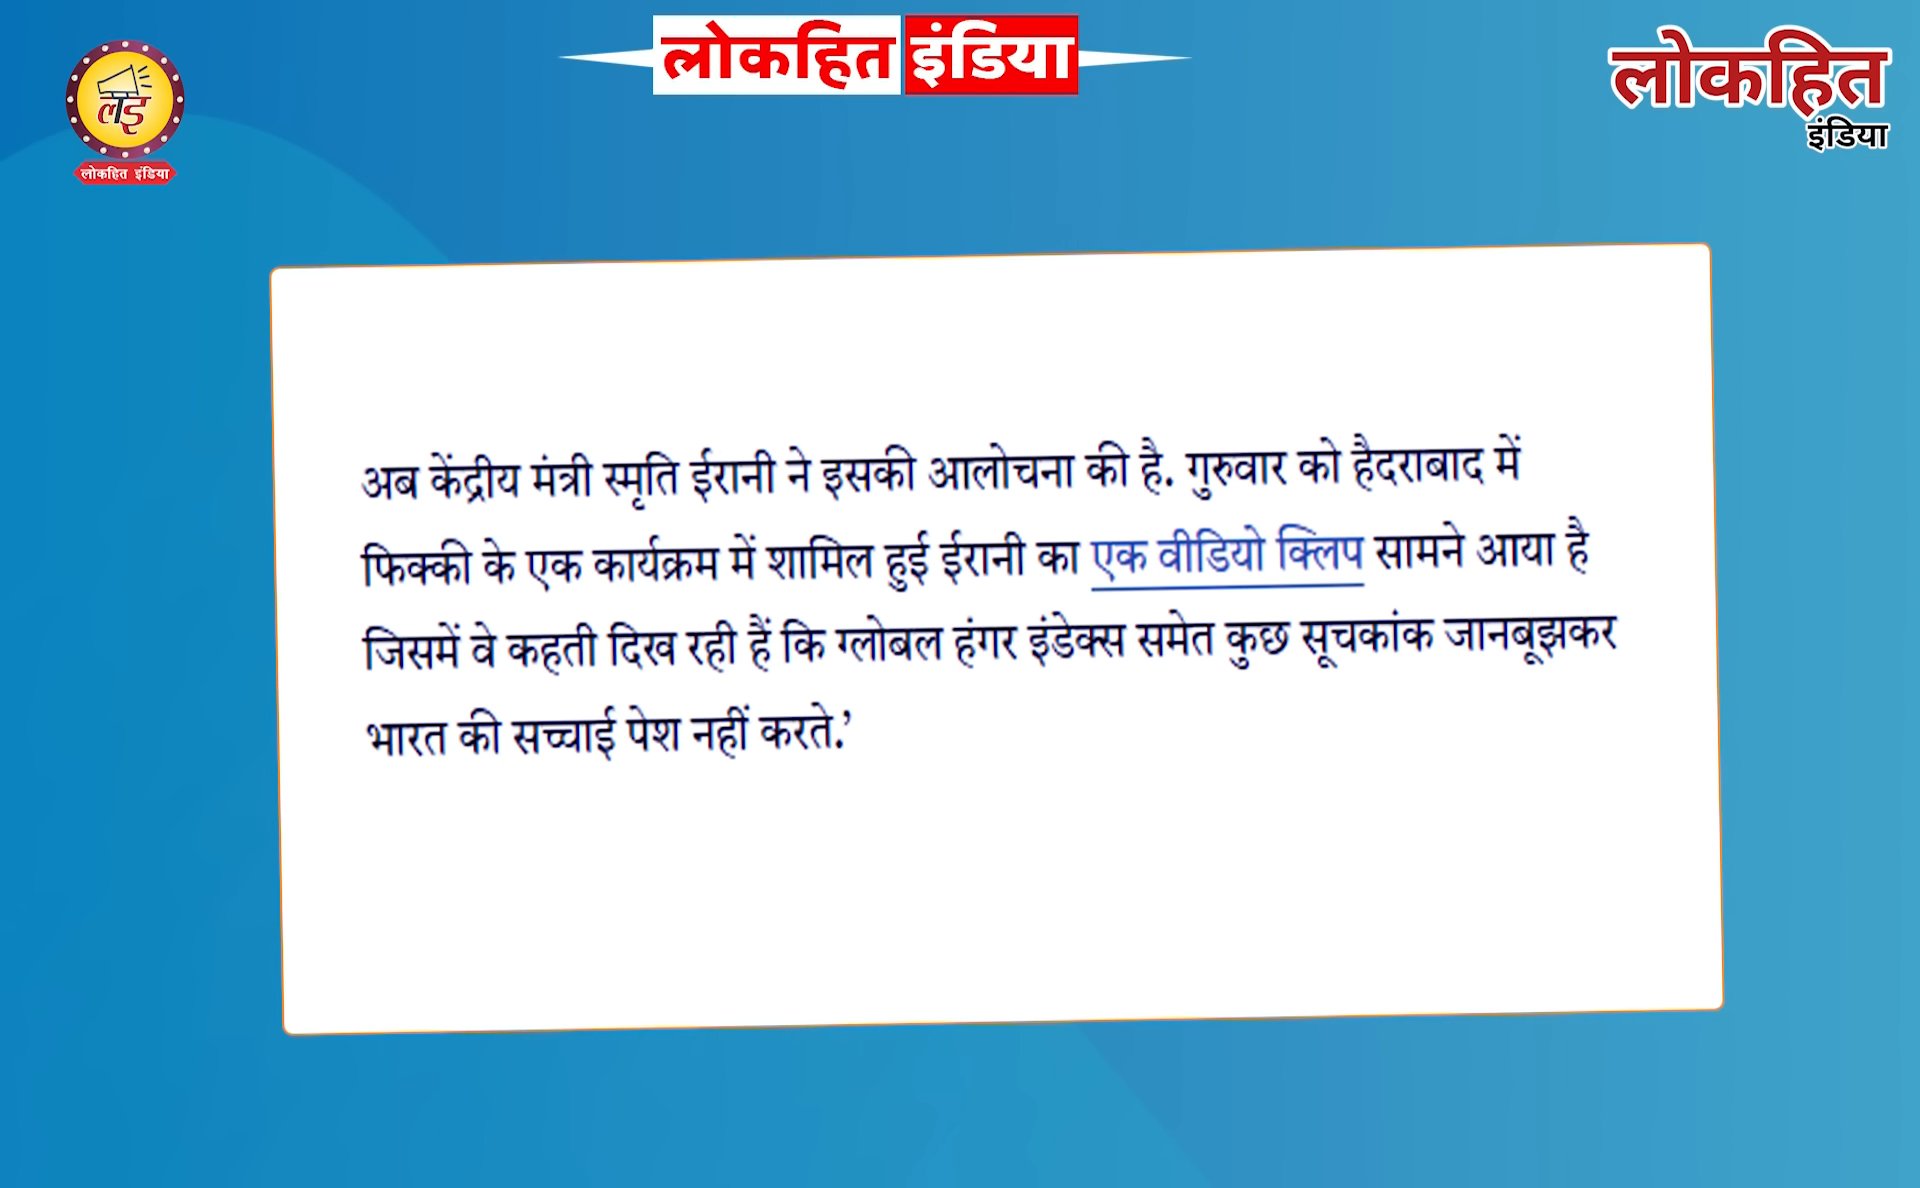 लोकहित इंडिया
लोकहित
इंडिया
लइ
लोकहित इंडिया
अब केंद्रीय मंत्री स्मृति ईरानी ने इसकी आलोचना की है. गुरुवार को हैदराबाद में
फिक्की के एक कार्यक्रम में शामिल हुई ईरानी का एक वीडियो क्लिप सामने आया है
जिसमें वे कहती दिख रही हैं कि ग्लोबल हंगर इंडेक्स समेत कुछ सूचकांक जानबूझकर
भारत की सच्चाई पेश नहीं करते.’